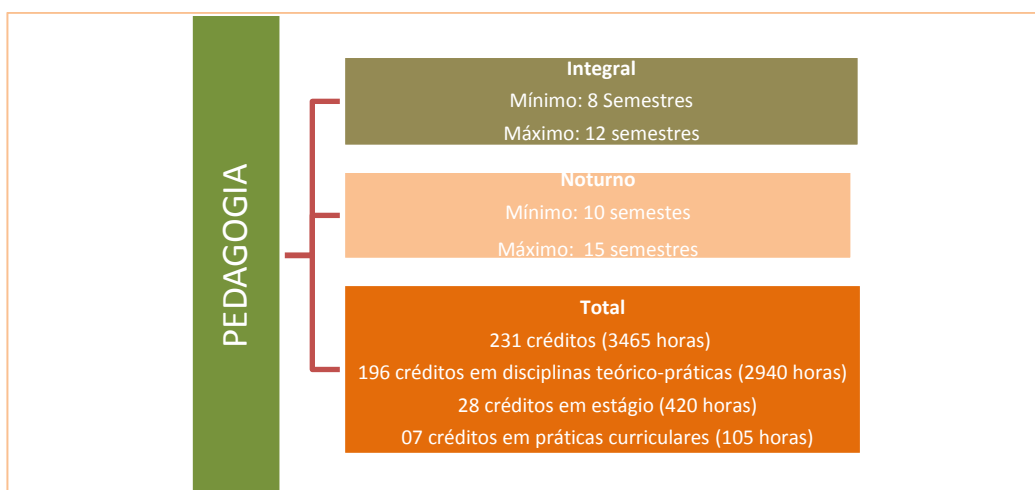 PEDAGOGIA
Integral
Mínimo: 8 Semestres
Máximo: 12 semestres
Noturno
Mínimo: 10 semestes
Máximo: 15 semestres
Total
231 créditos (3465 horas)
196 créditos em disciplinas teórico-práticas (2940 horas)
28 créditos em estágio (420 horas)
07 créditos em práticas curriculares (105 horas)